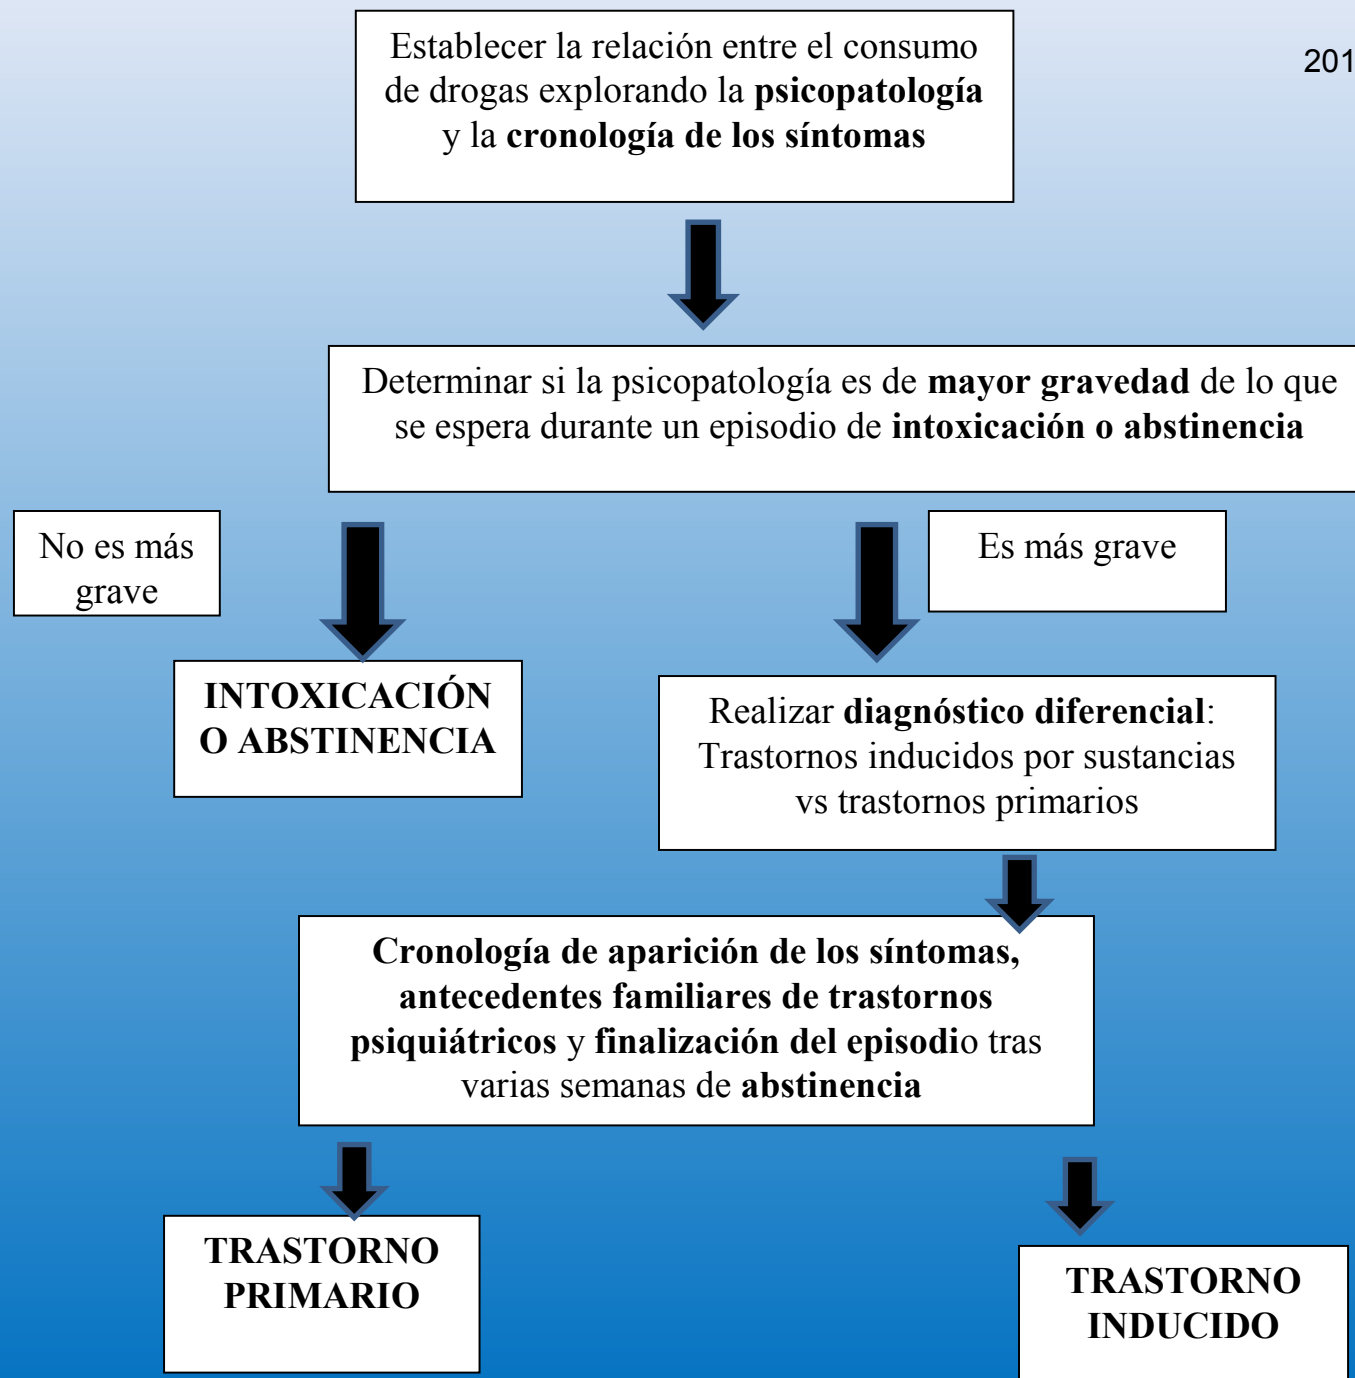 Establecer la relación entre el consumo
de drogas explorando la psicopatología
y la cronología de los síntomas
201
Determinar si la psicopatología es de mayor gravedad de lo que
se espera durante un episodio de intoxicación o abstinencia
No es más
grave
Es más grave
INTOXICACIÓN
O ABSTINENCIA
Realizar diagnóstico diferencial:
Trastornos inducidos por sustancias
vs trastornos primarios
Cronología de aparición de los síntomas,
antecedentes familiares de trastornos
psiquiátricos y finalización del episodio tras
varias semanas de abstinencia
TRASTORNO
PRIMARIO
TRASTORNO
INDUCIDO